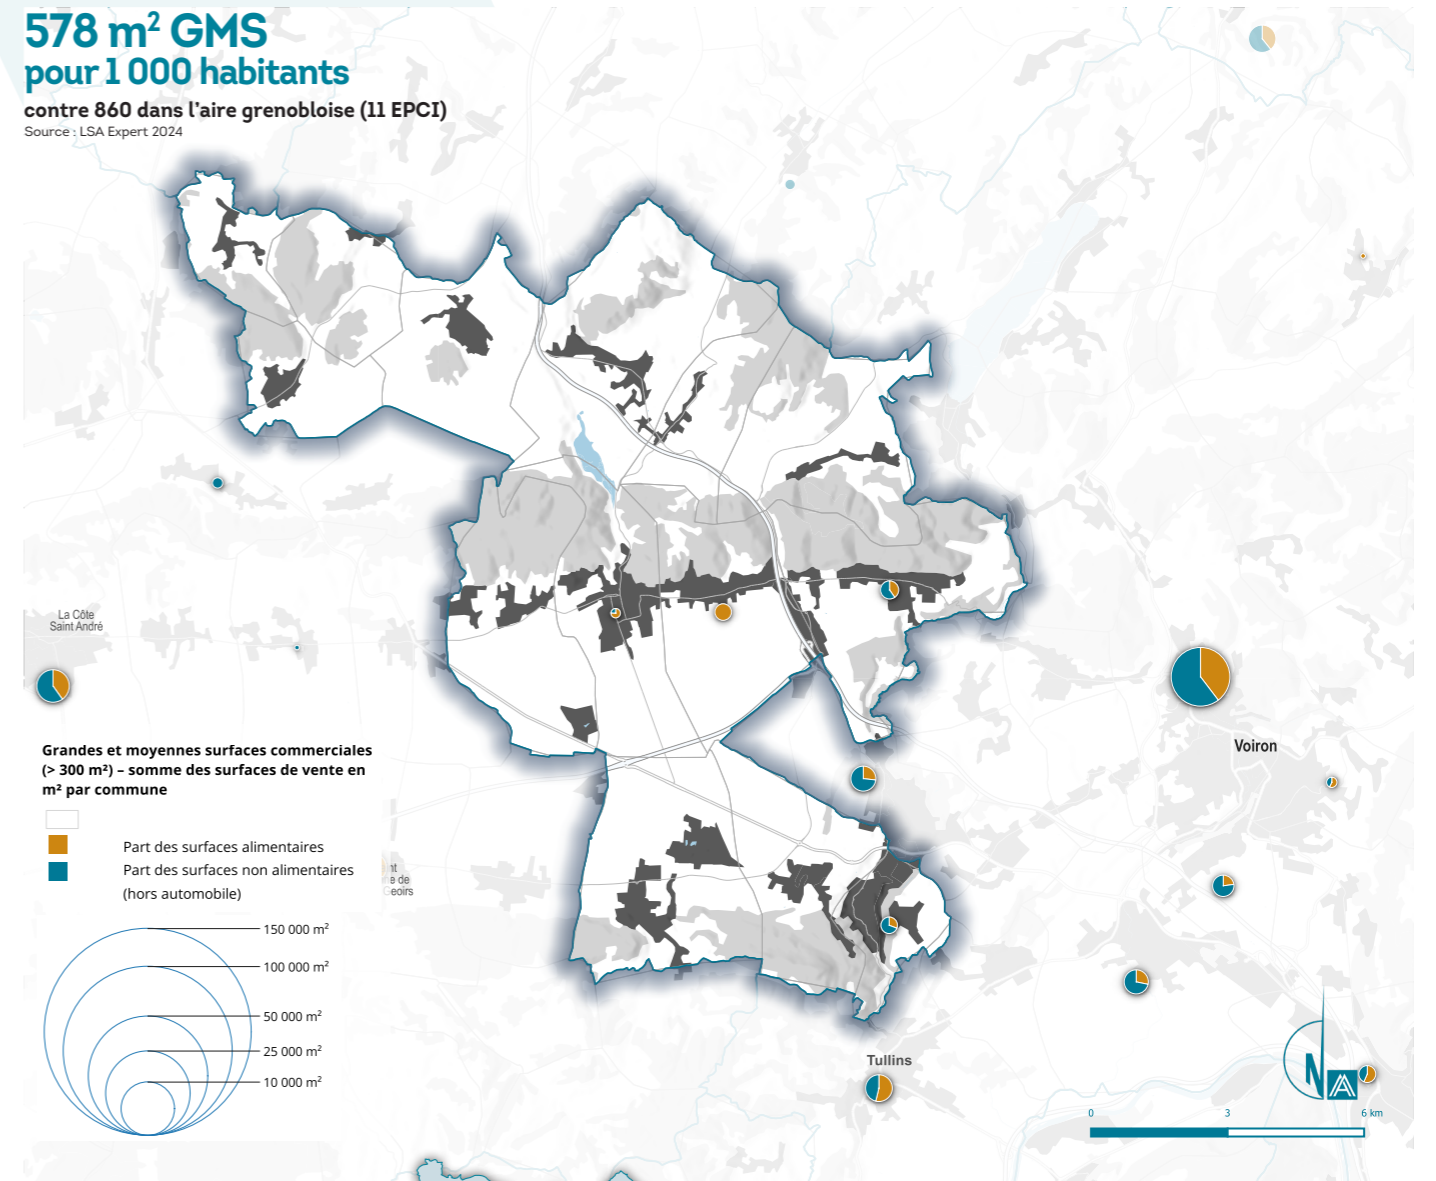 578 m² GMS
pour 1 000 habitants
contre 860 dans l'aire grenobloise (11 EPCI)
Source : LSA Expert 2024
La Côte
Saint André
Voiron
Grandes et moyennes surfaces commerciales
(> 300 m²) – somme des surfaces de vente en
m² par commune
Part des surfaces alimentaires
Part des surfaces non alimentaires
(hors automobile)
nt
e de
Geoirs
150 000 m²
100 000 m²
50 000 m²
25 000 m²
10 000 m²
Tullins
N
0 3 6 km